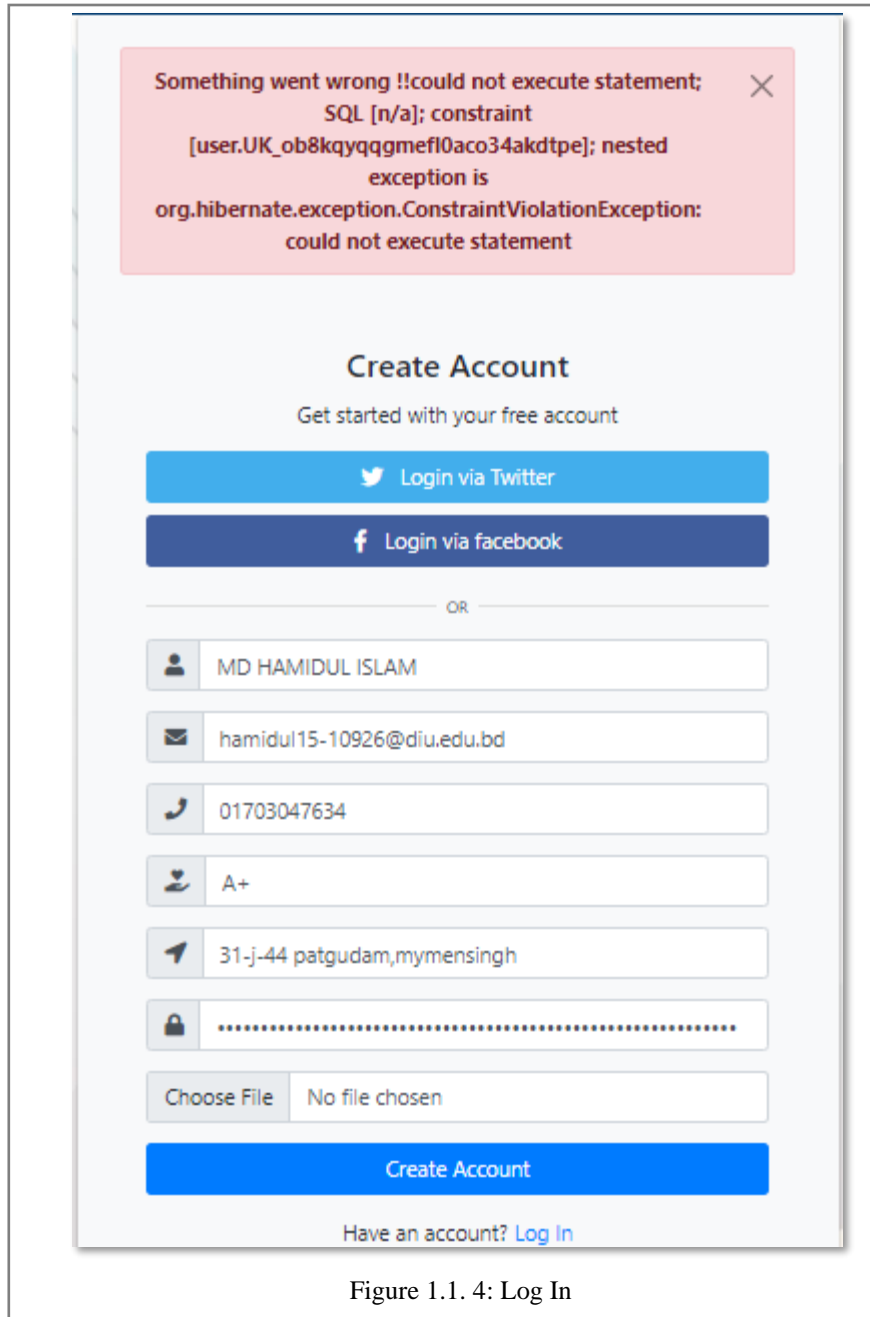 Something went wrong !!could not execute statement;
SQL [n/a]; constraint
[user.UK_ob8kqyqqgmefl0aco34akdtpe]; nested
exception is
org.hibernate.exception.ConstraintViolationException:
could not execute statement
Create Account
Get started with your free account
Login via Twitter
Login via facebook
OR
MD HAMIDUL ISLAM
hamidul15-10926@diu.edu.bd
01703047634
A+
31-j-44 patgudam,mymensingh
Choose File No file chosen
Create Account
Have an account? Log In
Figure 1.1. 4: Log In